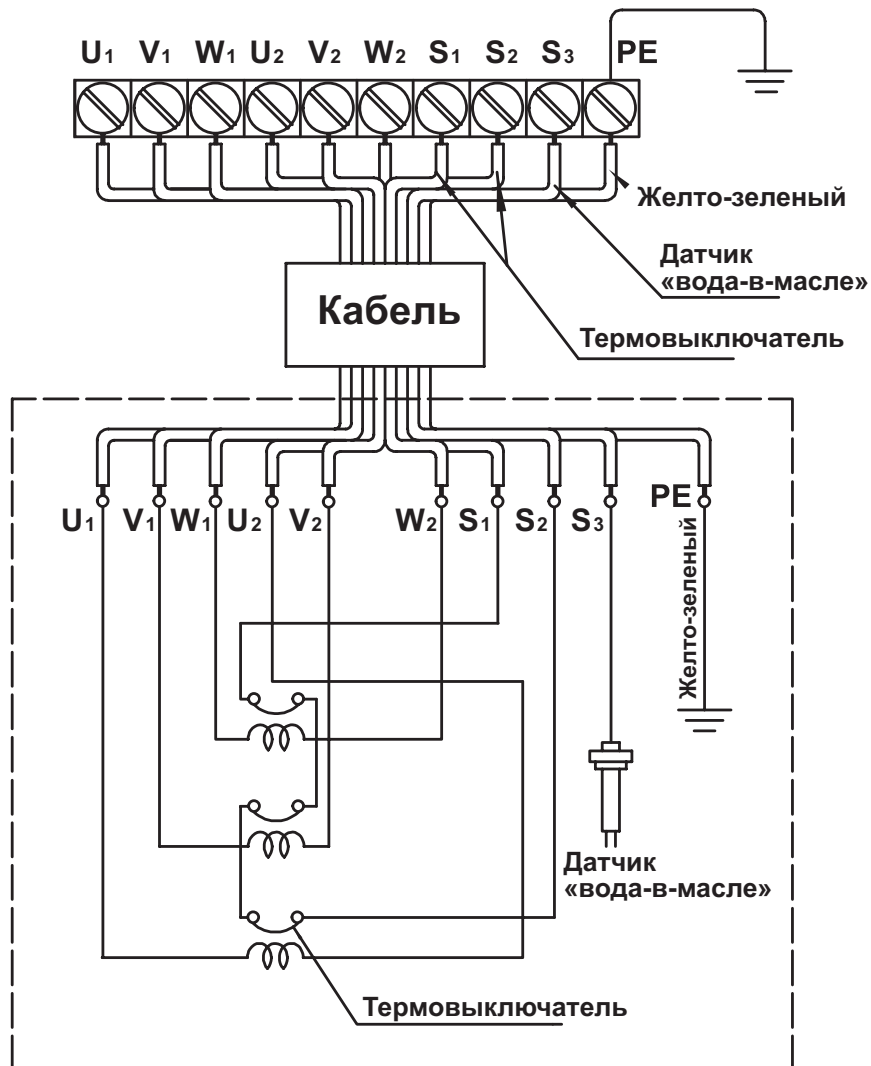 U1 V1 W1 U2 V2 W2 S1 S2 S3 PE
Желто-зеленый
Датчик
«вода-в-масле»
Термовыключатель
Кабель
U1 V1 W1 U2 V2 W2 S1 S2 S3 PE
Желто-зеленый
Датчик
«вода-в-масле»
Термовыключатель